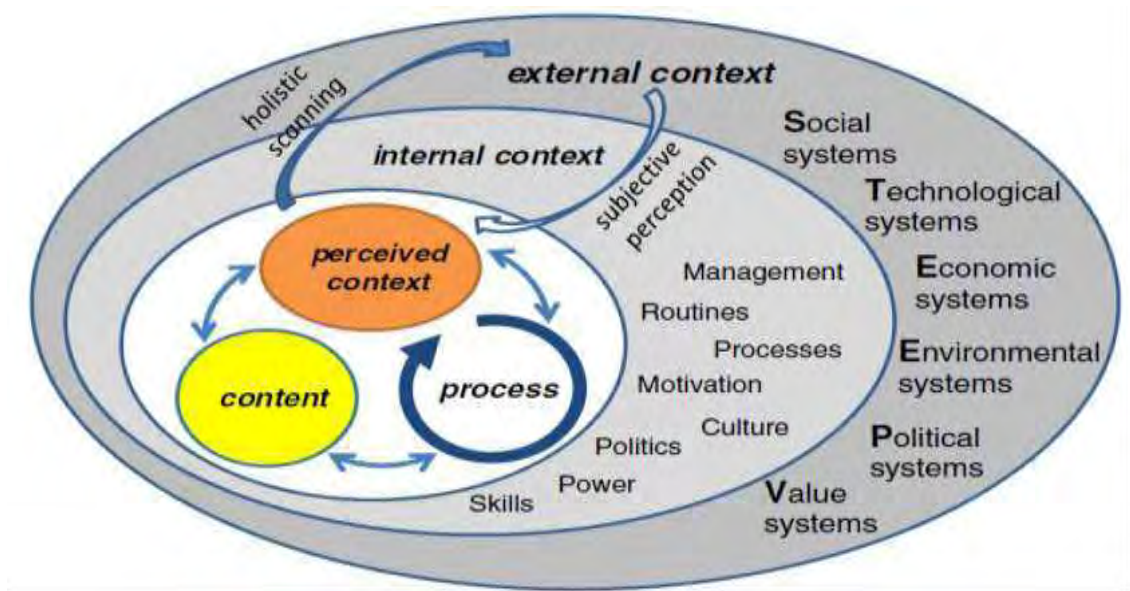 holistic
scanning
external context
internal context
subjective
perception
Social
systems
Technological
systems
Economic
systems
Environmental
systems
Political
systems
Value
systems
perceived
context
content
process
Management
Routines
Processes
Motivation
Culture
Politics
Power
Skills